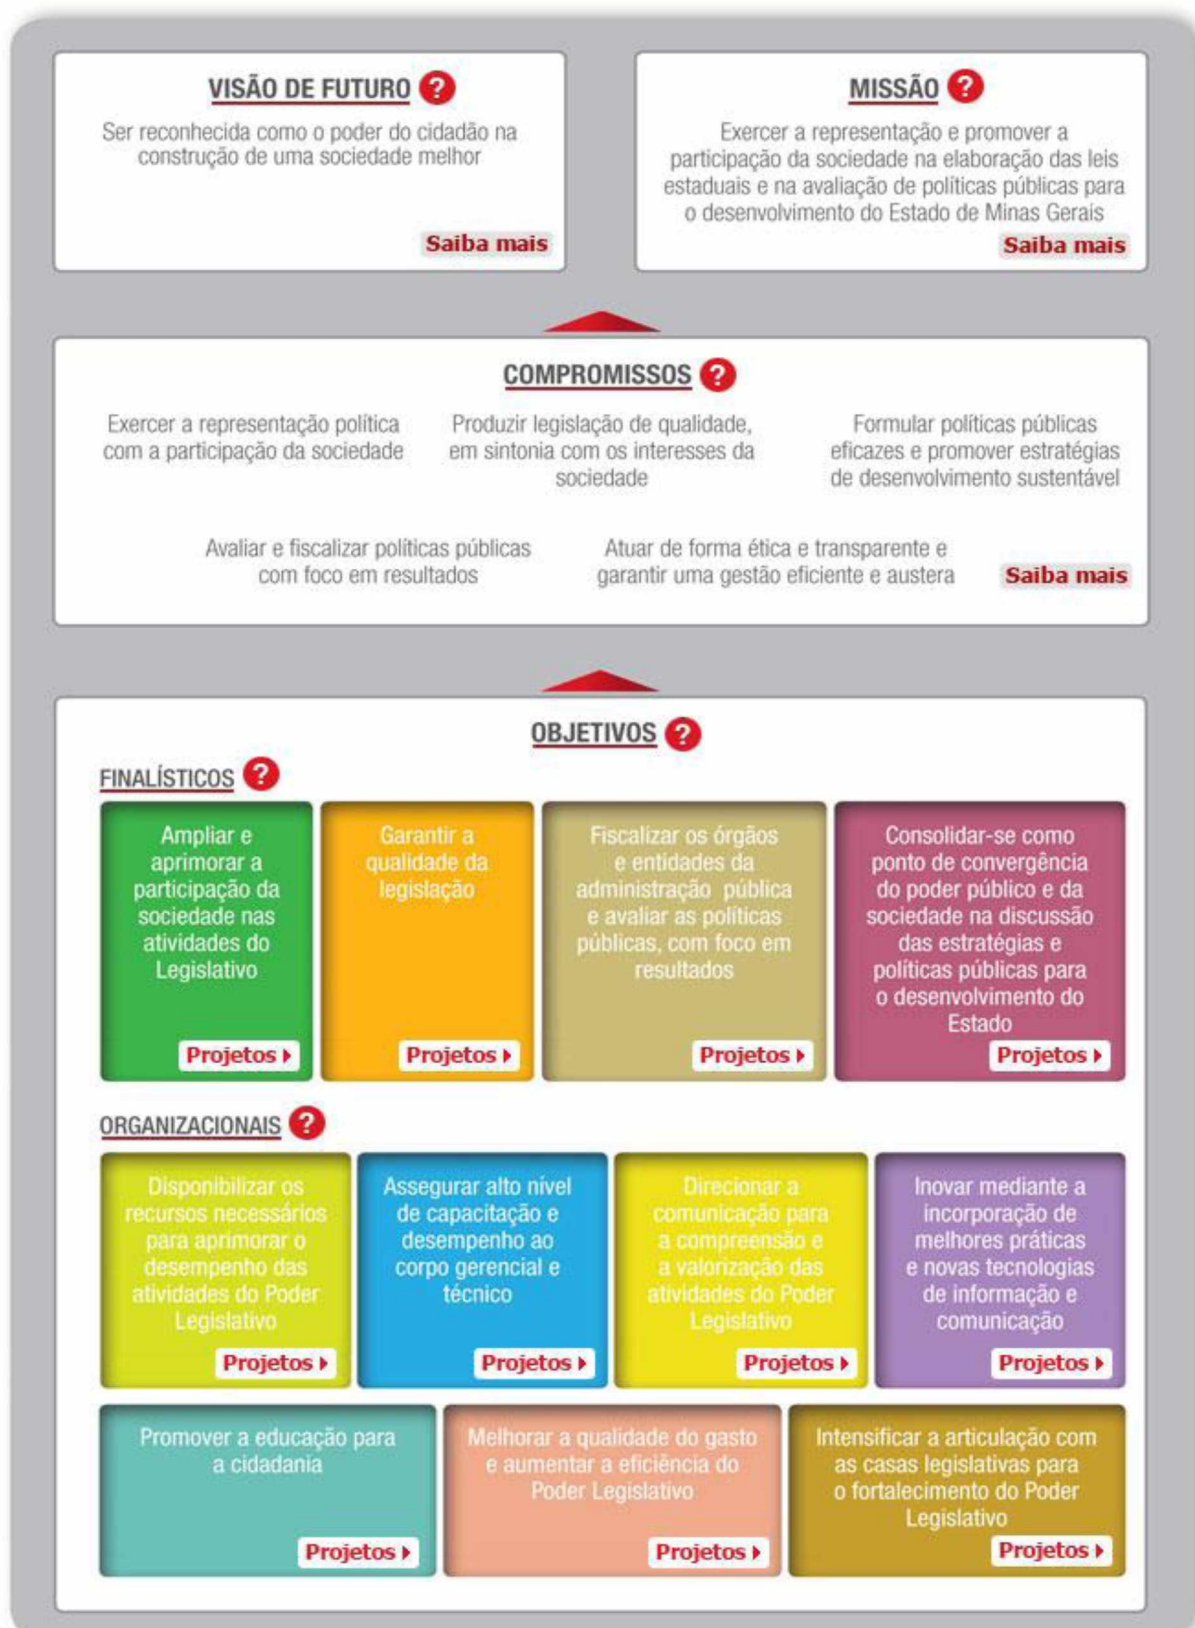 VISÃO DE FUTURO ?
Ser reconhecida como o poder do cidadão na
construção de uma sociedade melhor
Saiba mais
MISSÃO ?
Exercer a representação e promover a
participação da sociedade na elaboração das leis
estaduais e na avaliação de políticas públicas para
o desenvolvimento do Estado de Minas Gerais
Saiba mais
COMPROMISSOS ?
Exercer a representação política
com a participação da sociedade
Produzir legislação de qualidade,
em sintonia com os interesses da
sociedade
Formular políticas públicas
eficazes e promover estratégias
de desenvolvimento sustentável
Avaliar e fiscalizar políticas públicas
com foco em resultados
Atuar de forma ética e transparente e
garantir uma gestão eficiente e austera
Saiba mais
OBJETIVOS ?
FINALÍSTICOS ?
Ampliar e
aprimorar a
participação da
sociedade nas
atividades do
Legislativo
Projetos
Garantir a
qualidade da
legislação
Projetos
Fiscalizar os órgãos
e entidades da
administração pública
e avaliar as políticas
públicas, com foco em
resultados
Projetos
Consolidar-se como
ponto de convergência
do poder público e da
sociedade na discussão
das estratégias e
políticas públicas para
o desenvolvimento do
Estado
Projetos
ORGANIZACIONAIS ?
Disponibilizar os
recursos necessários
para aprimorar o
desempenho das
atividades do Poder
Legislativo
Projetos
Assegurar alto nível
de capacitação e
desempenho ao
corpo gerencial e
técnico
Projetos
Direcionar a
comunicação para
a compreensão e
a valorização das
atividades do Poder
Legislativo
Projetos
Inovar mediante a
incorporação de
melhores práticas
e novas tecnologias
de informação e
comunicação
Projetos
Promover a educação para
a cidadania
Projetos
Melhorar a qualidade do gasto
e aumentar a eficiência do
Poder Legislativo
Projetos
Intensificar a articulação com
as casas legislativas para
o fortalecimento do Poder
Legislativo
Projetos